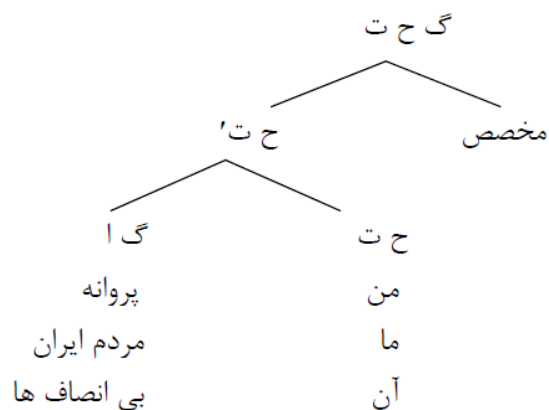 گ ح ت
مخصص ح ت'
ح ت گ ا
من پروانه
ما مردم ایران
آن بی انصاف ها